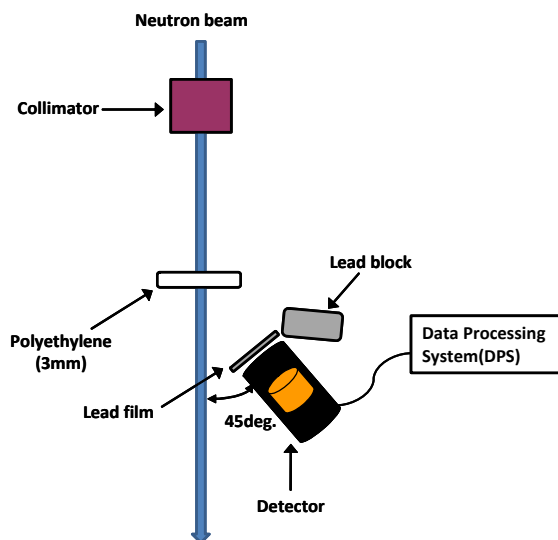 Neutron beam
Collimator
Lead block
Polyethylene
(3mm)
Data Processing
System(DPS)
Lead film
45deg.
Detector